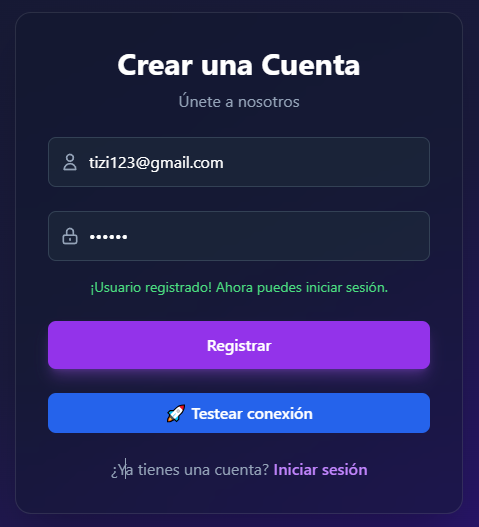 Crear una Cuenta
Únete a nosotros
tizi123@gmail.com
••••••
¡Usuario registrado! Ahora puedes iniciar sesión.
Registrar
🚀 Testear conexión
¿Ya tienes una cuenta? Iniciar sesión